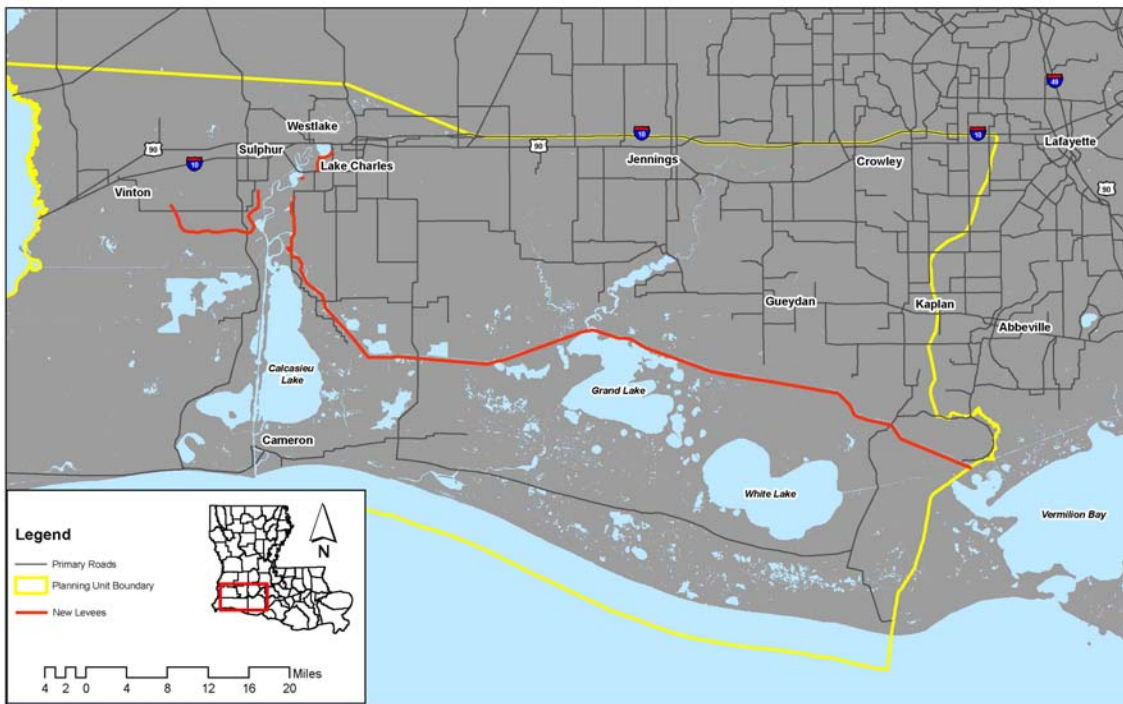 49
Westlake
90
Sulphur
10
Lake Charles
90
10
Jennings
10
Crowley
Lafayette
90
Vinton
Gueydan
Kaplan
Abbeville
Calcasieu
Lake
Grand Lake
Cameron
White Lake
Vermilion Bay
Legend
Primary Roads
Planning Unit Boundary
New Levees
N
4 2 0 4 8 12 16 20 Miles